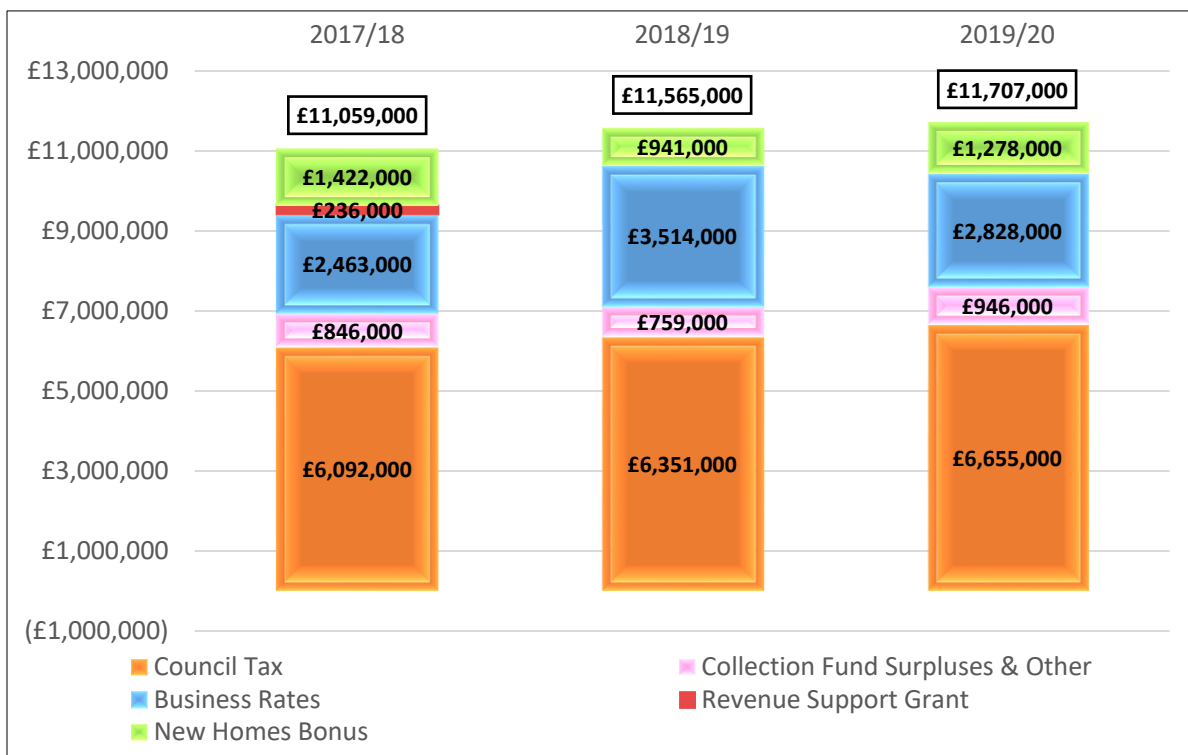 2017/18 2018/19 2019/20
£13,000,000
£11,059,000 £11,565,000 £11,707,000
£11,000,000
£1,422,000 £941,000 £1,278,000
£236,000
£9,000,000
£2,463,000 £3,514,000 £2,828,000
£7,000,000
£846,000 £759,000 £946,000
£5,000,000
£6,092,000 £6,351,000 £6,655,000
£3,000,000
£1,000,000
(£1,000,000)
Council Tax Collection Fund Surpluses & Other
Business Rates Revenue Support Grant
New Homes Bonus